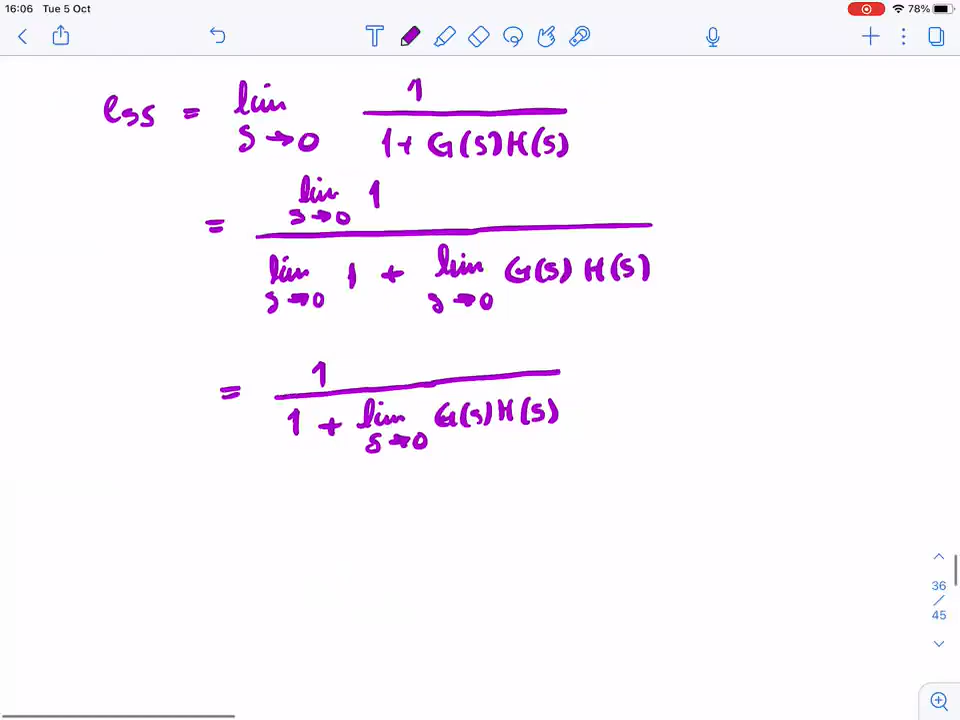 16:06 Tue 5 Oct 78%
ess = lim s→0 1 / (1 + G(s)H(s))
= lim s→0 1 / (lim s→0 1 + lim s→0 G(s) H(s))
= 1 / (1 + lim s→0 G(s)H(s))
36
/
45